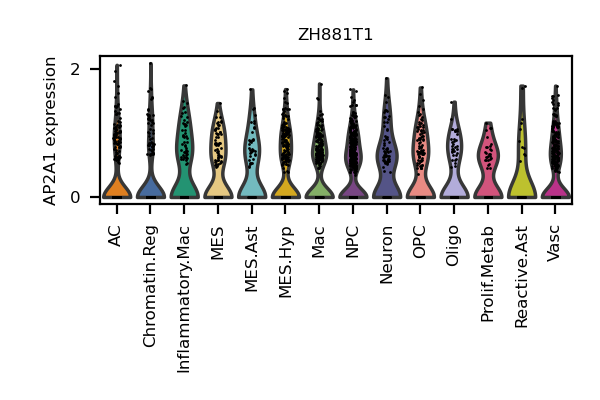 ZH881T1
AP2A1 expression
2
0
AC
Chromatin.Reg
Inflammatory.Mac
MES
MES.Ast
MES.Hyp
Mac
NPC
Neuron
OPC
Oligo
Prolif.Metab
Reactive.Ast
Vasc